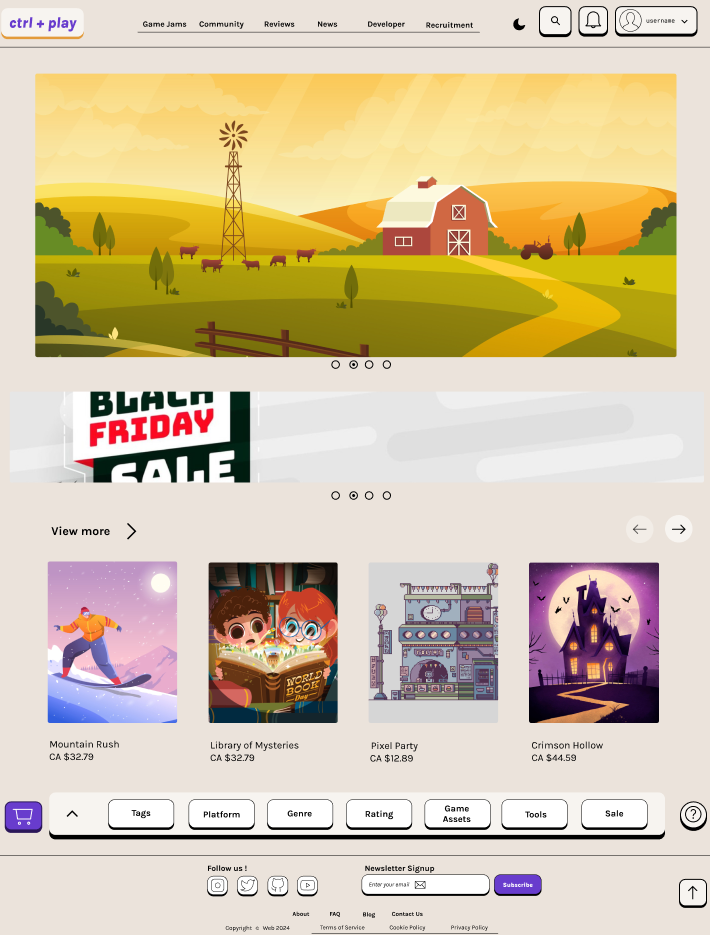 ctrl + play
Game Jams Community Reviews News Developer Recruitment
username
BLACK
FRIDAY
SALE
View more
WORLD
BOOK
Day
Mountain Rush
CA $32.79
Library of Mysteries
CA $32.79
Pixel Party
CA $12.89
Crimson Hollow
CA $44.59
Tags
Platform
Genre
Rating
Game
Assets
Tools
Sale
Follow us !
Newsletter Signup
Enter your email
Subscribe
About FAQ Blog Contact Us
Copyright © Web 2024 Terms of Service Cookie Policy Privacy Policy